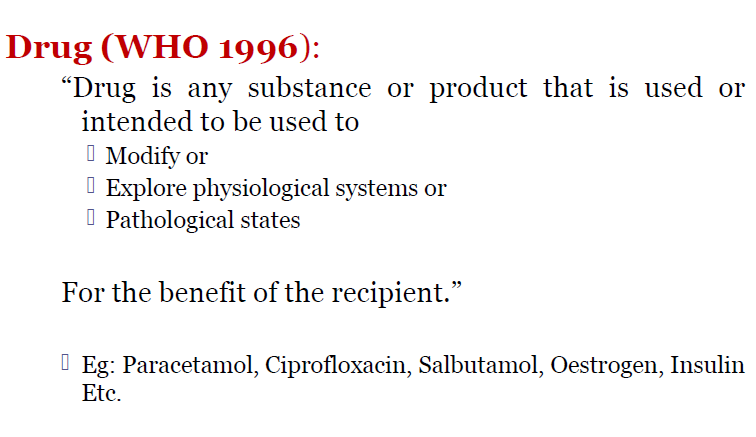 Drug (WHO 1996):
“Drug is any substance or product that is used or
intended to be used to
Modify or
Explore physiological systems or
Pathological states
For the benefit of the recipient.”
Eg: Paracetamol, Ciprofloxacin, Salbutamol, Oestrogen, Insulin
Etc.